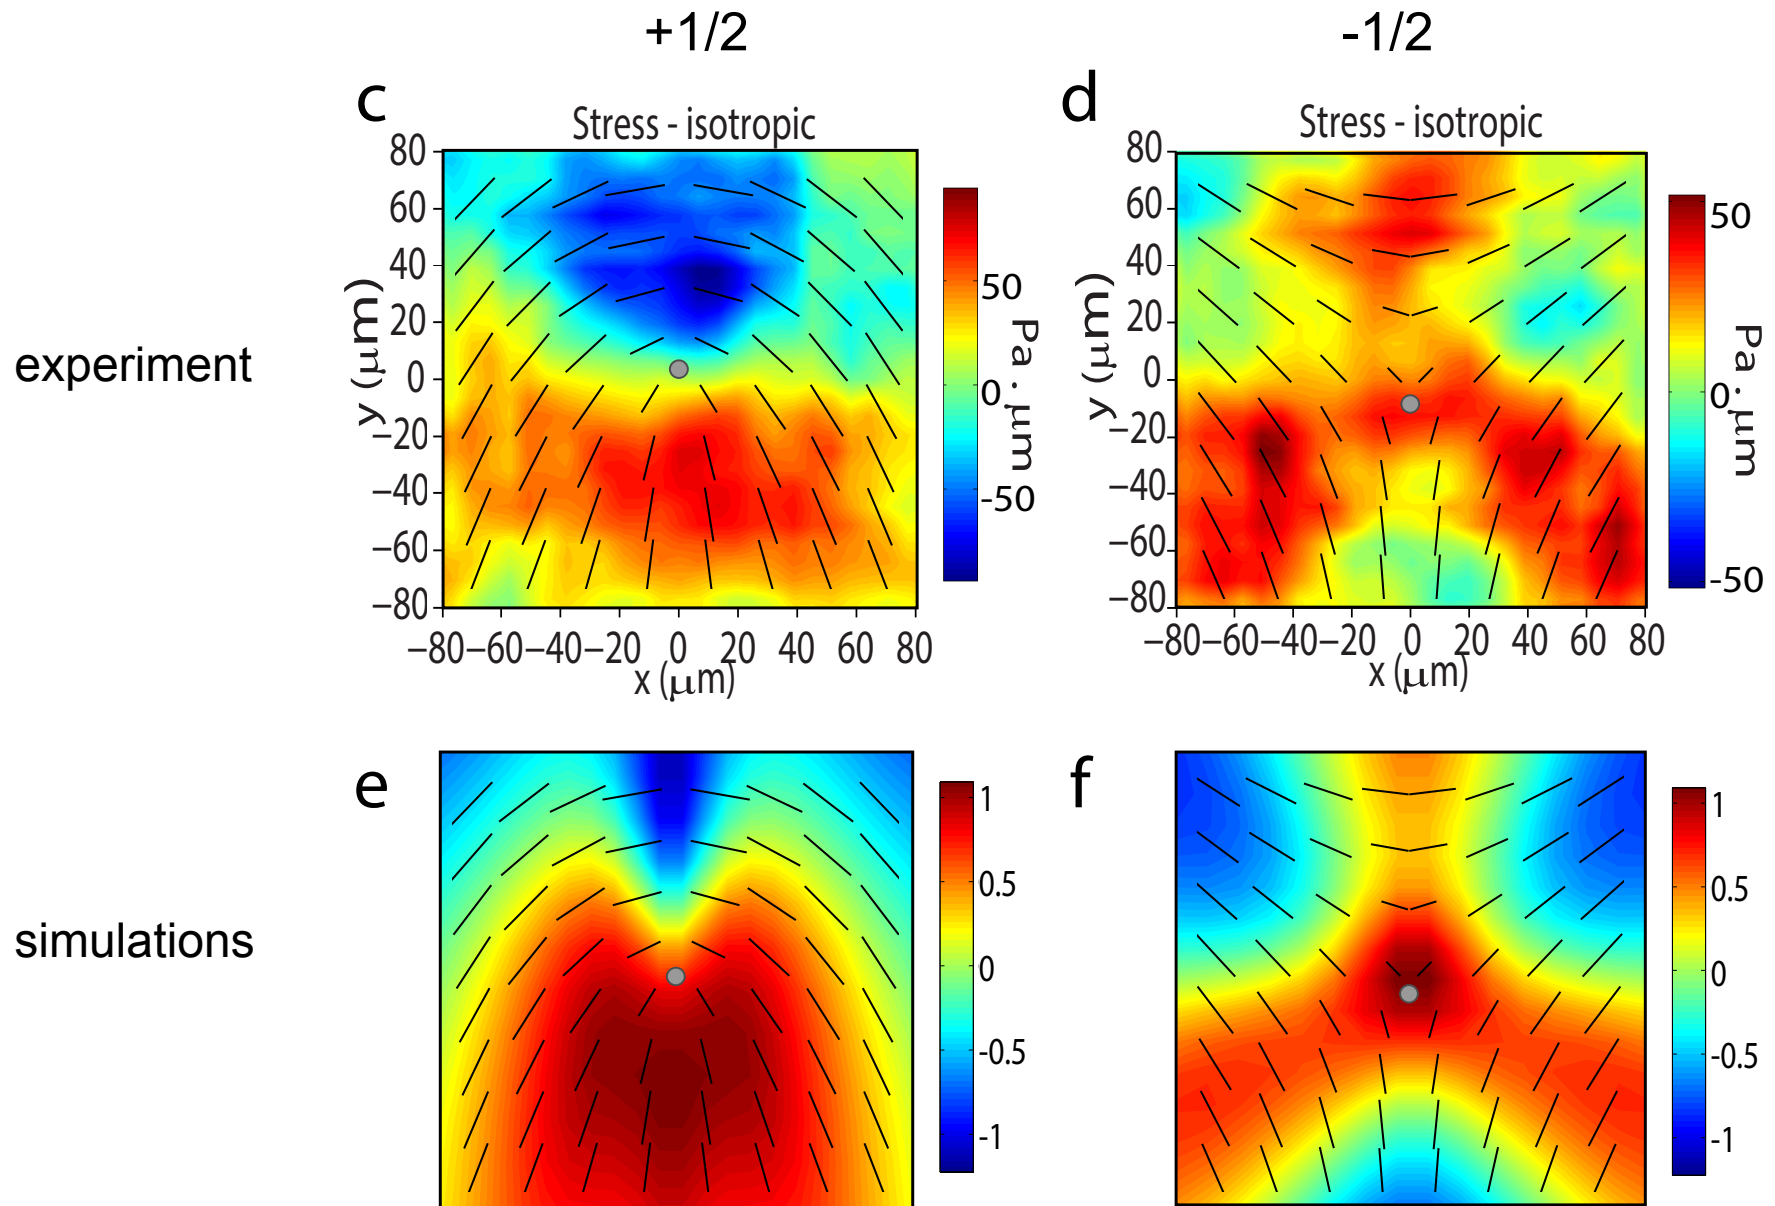 +1/2
-1/2
c
d
Stress - isotropic
Stress - isotropic
experiment
80
60
40
20
0
−20
−40
−60
−80
y (μm)
−80 −60 −40 −20 0 20 40 60 80
x (μm)
50
0
-50
Pa . μm
80
60
40
20
0
−20
−40
−60
−80
y (μm)
−80 −60 −40 −20 0 20 40 60 80
x (μm)
50
0
-50
Pa . μm
simulations
e
1
0.5
0
-0.5
-1
f
1
0.5
0
-0.5
-1